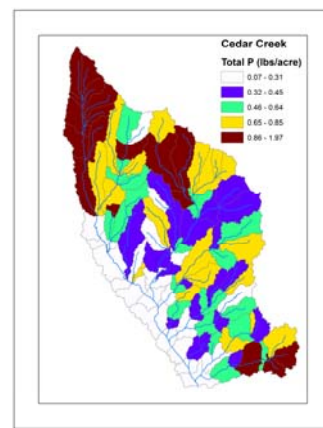 Cedar Creek
Total P (lbs/acre)
0.07 - 0.31
0.32 - 0.45
0.46 - 0.64
0.65 - 0.85
0.86 - 1.97